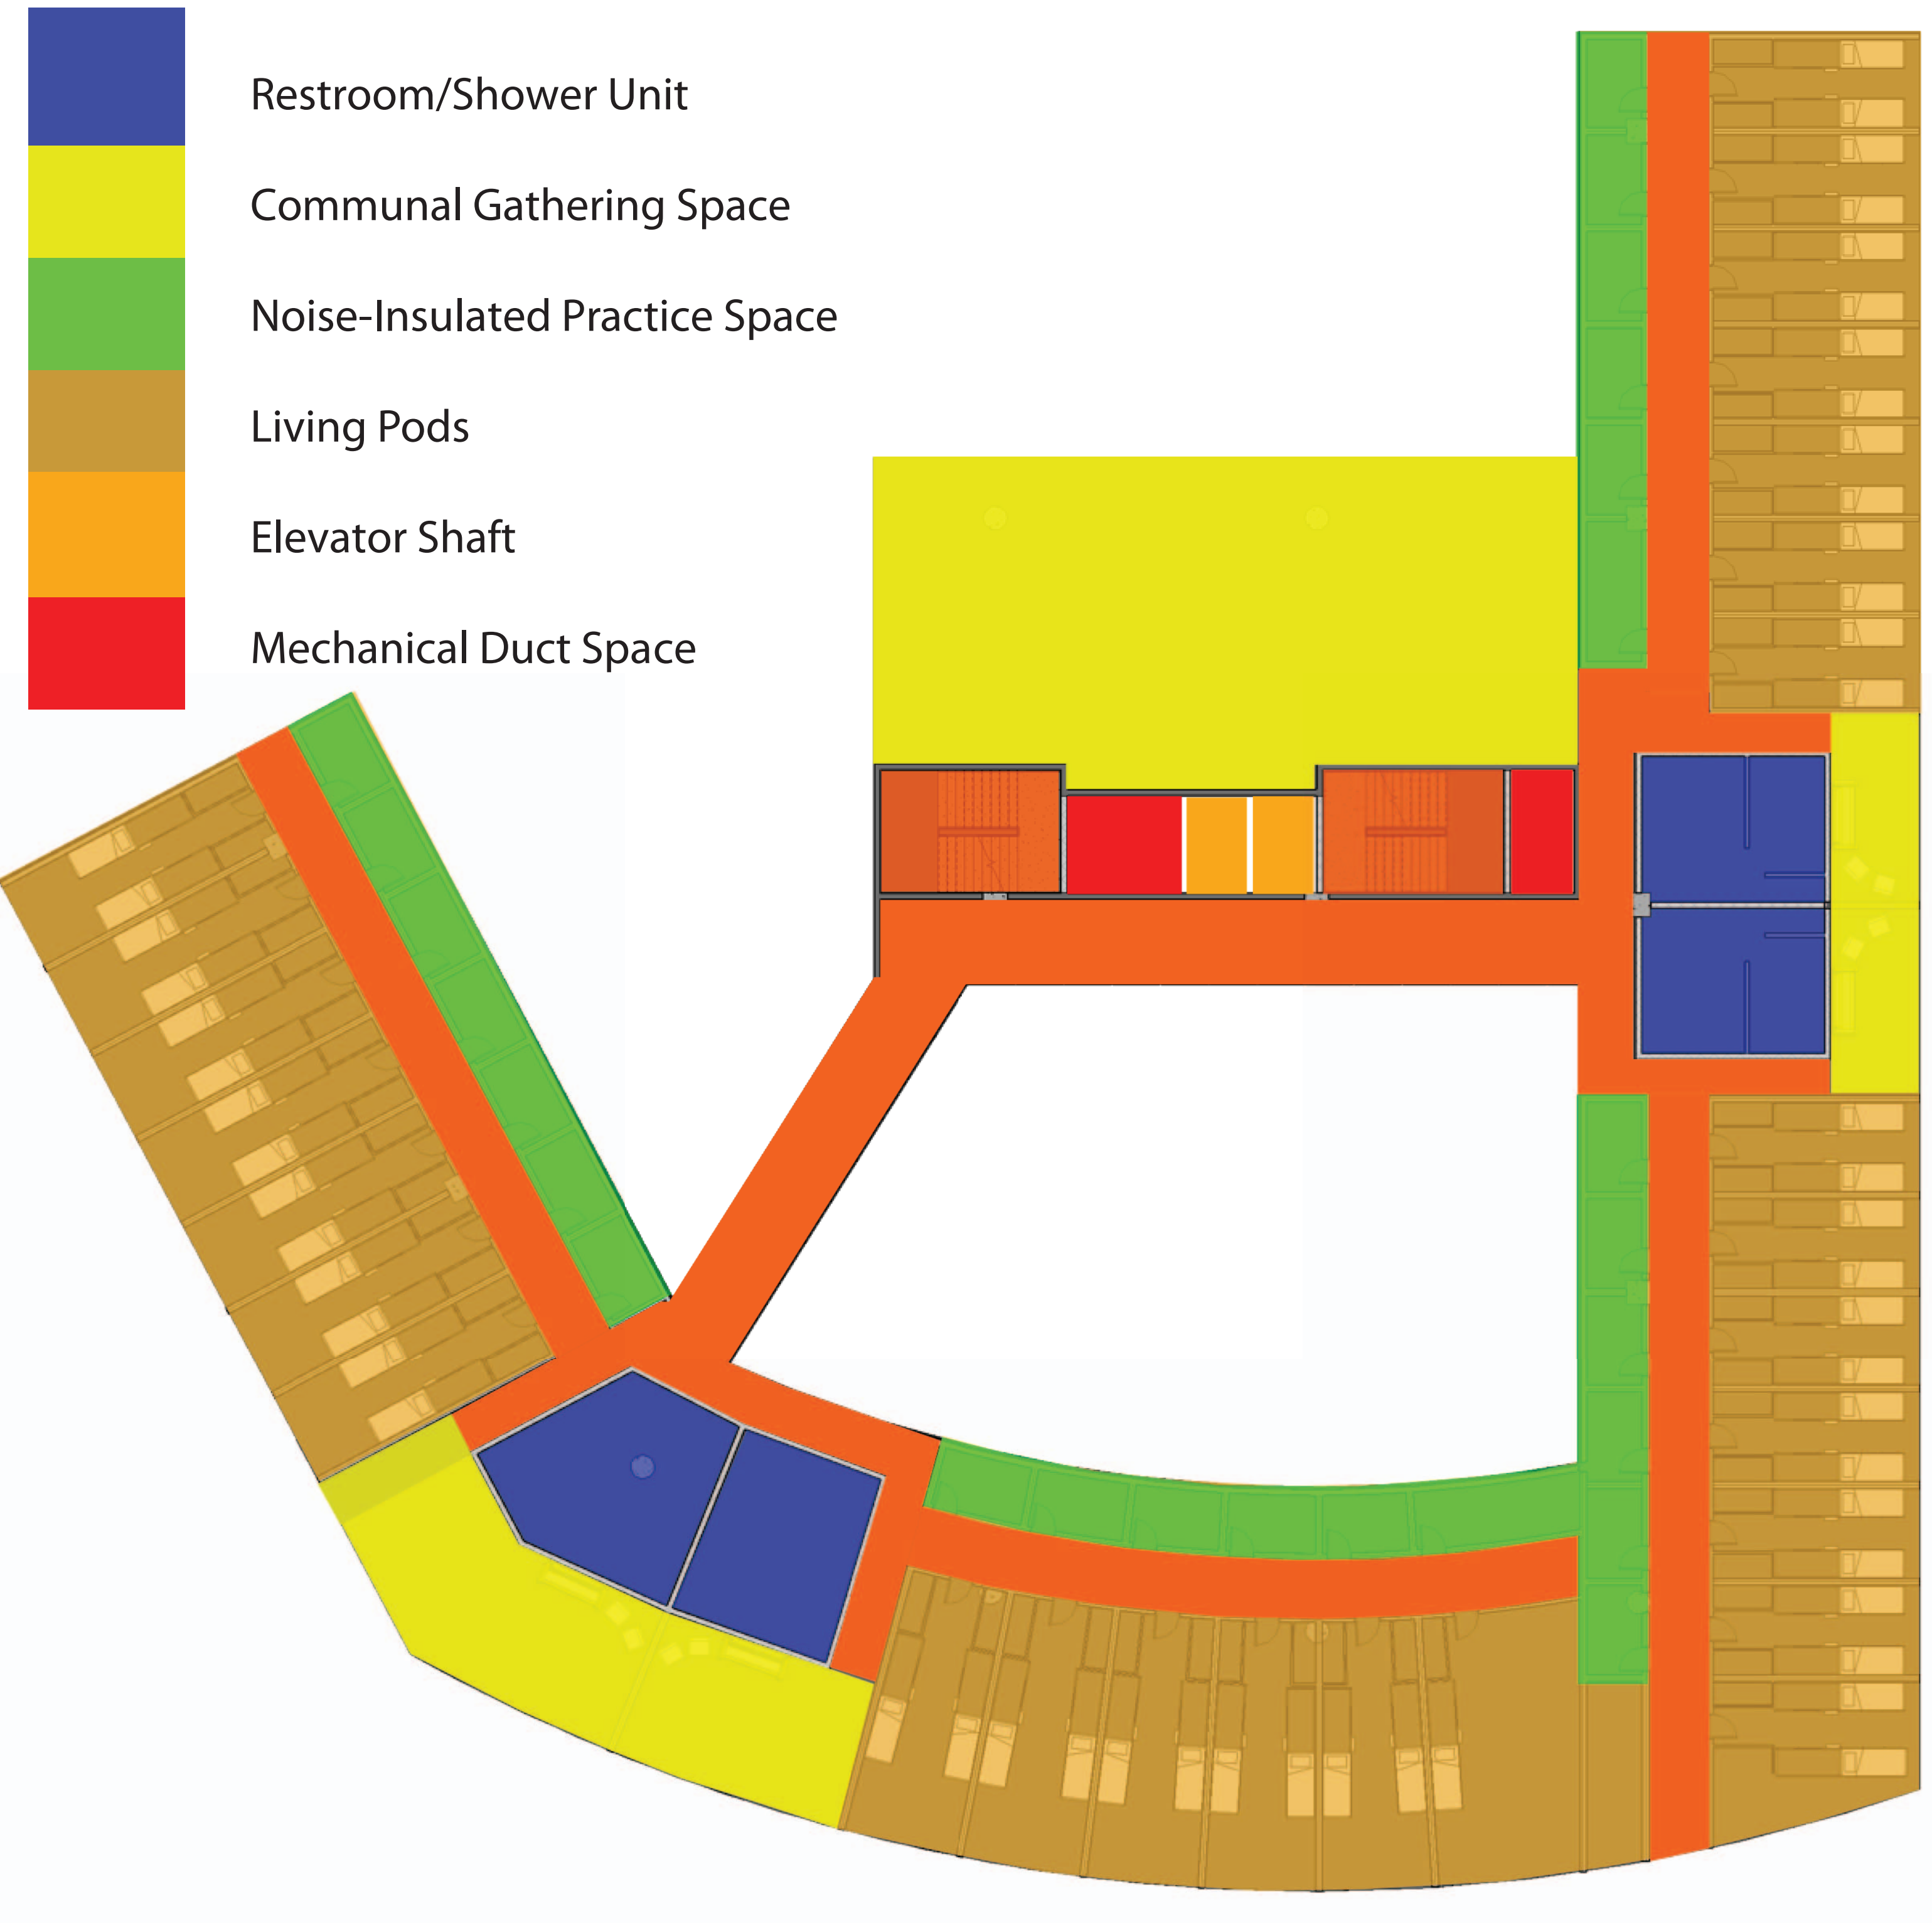 Restroom/Shower Unit
Communal Gathering Space
Noise-Insulated Practice Space
Living Pods
Elevator Shaft
Mechanical Duct Space